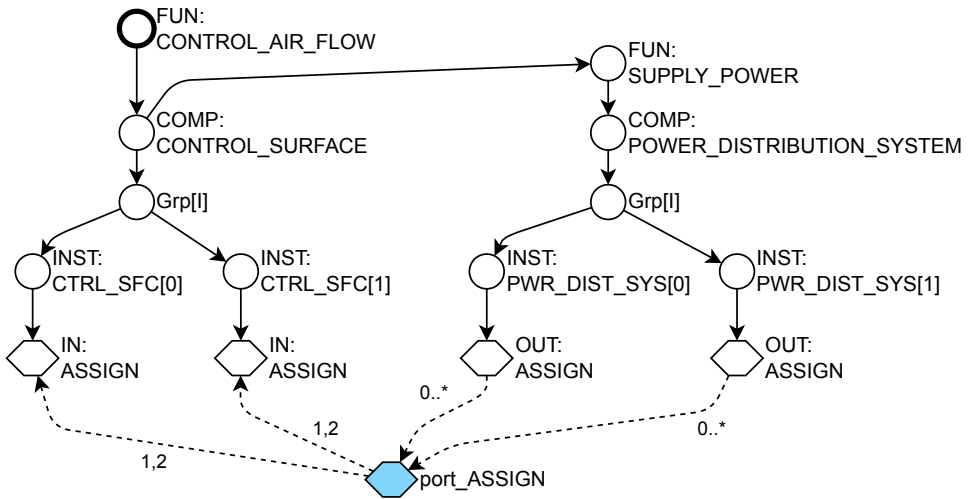 FUN:
CONTROL_AIR_FLOW
FUN:
SUPPLY_POWER
COMP:
CONTROL_SURFACE
COMP:
POWER_DISTRIBUTION_SYSTEM
Grp[I]
Grp[I]
INST:
CTRL_SFC[0]
INST:
CTRL_SFC[1]
INST:
PWR_DIST_SYS[0]
INST:
PWR_DIST_SYS[1]
IN:
ASSIGN
IN:
ASSIGN
OUT:
ASSIGN
OUT:
ASSIGN
0..*
1,2
0..*
1,2
port_ASSIGN